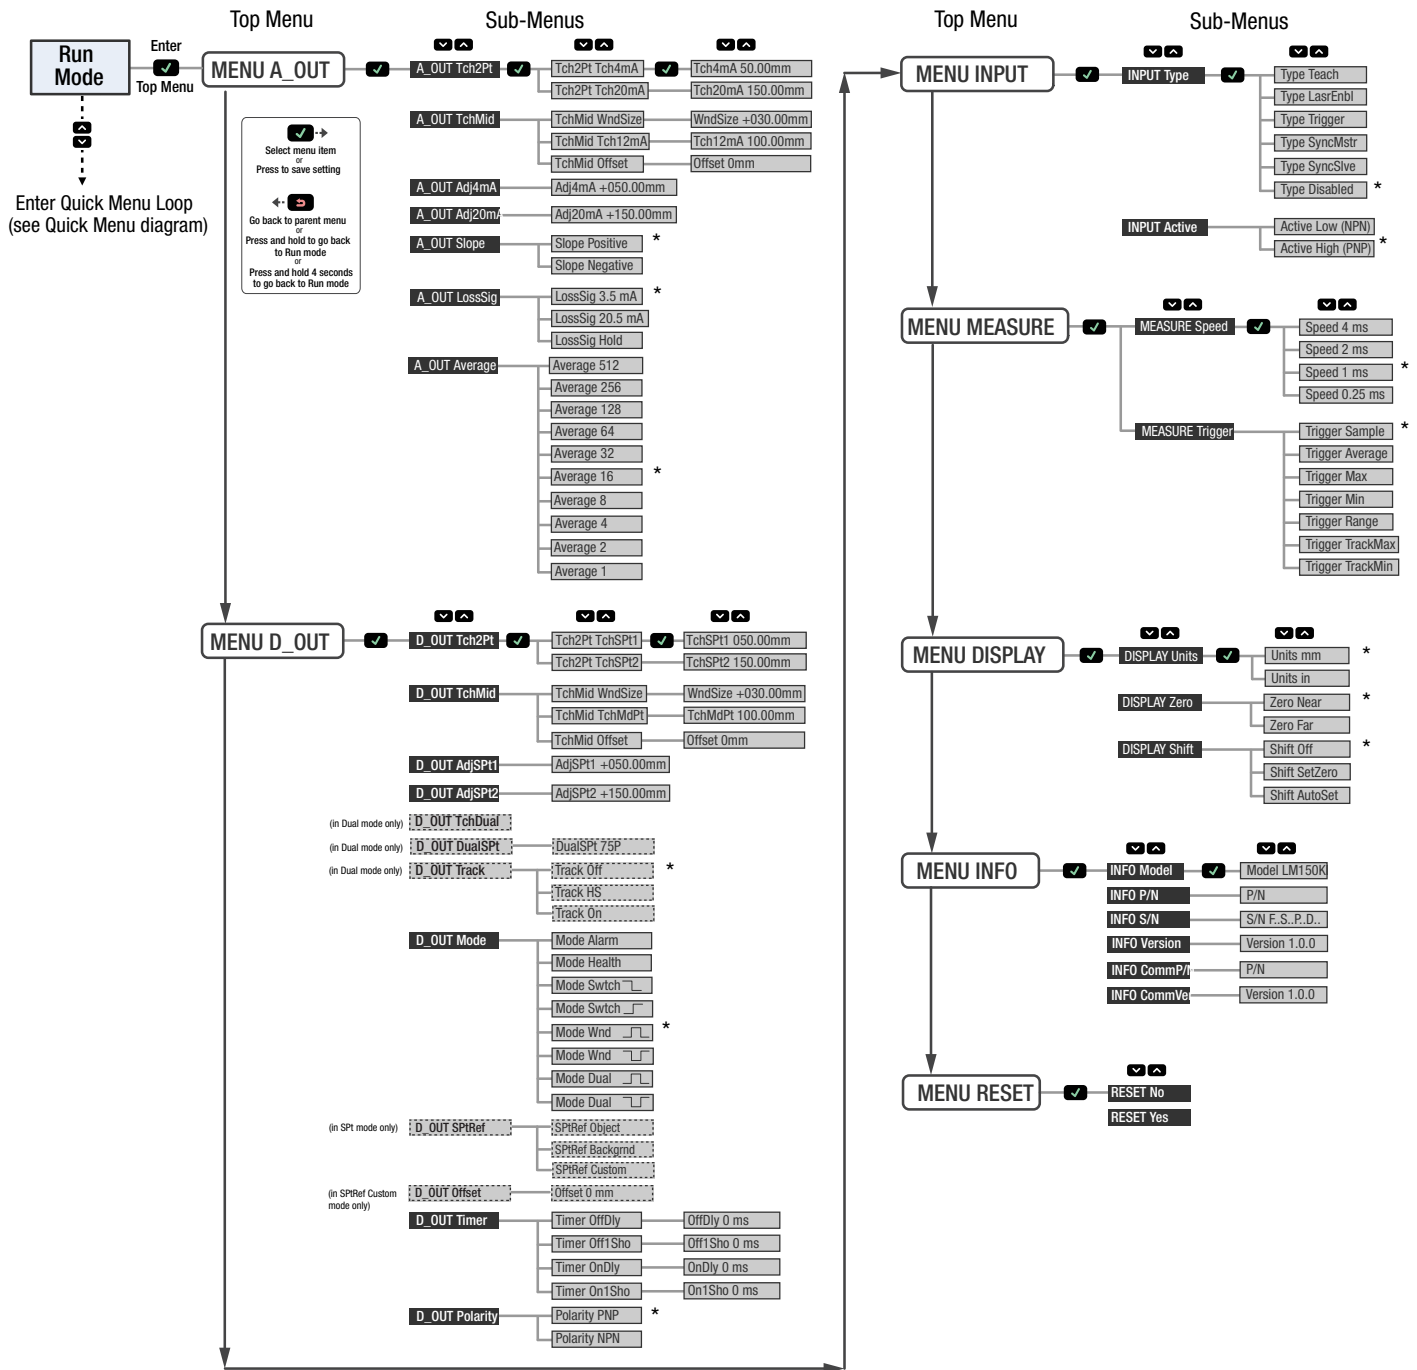 Top Menu
Sub-Menus
Run
Mode
Enter
Top Menu
Enter Quick Menu Loop
(see Quick Menu diagram)
Select menu item
or
Press to save setting
Go back to parent menu
or
Press and hold to go back
to Run mode
or
Press and hold 4 seconds
to go back to Run mode
MENU A_OUT
A_OUT Tch2Pt
Tch2Pt Tch4mA
Tch4mA 50.00mm
Tch2Pt Tch20mA
Tch20mA 150.00mm
A_OUT TchMid
TchMid WndSize
WndSize +030.00mm
TchMid Tch12mA
Tch12mA 100.00mm
TchMid Offset
Offset 0mm
A_OUT Adj4mA
Adj4mA +050.00mm
A_OUT Adj20mA
Adj20mA +150.00mm
A_OUT Slope
Slope Positive *
Slope Negative
A_OUT LossSig
LossSig 3.5 mA *
LossSig 20.5 mA
LossSig Hold
A_OUT Average
Average 512
Average 256
Average 128
Average 64
Average 32
Average 16 *
Average 8
Average 4
Average 2
Average 1
MENU D_OUT
D_OUT Tch2Pt
Tch2Pt TchSPt1
TchSPt1 050.00mm
Tch2Pt TchSPt2
TchSPt2 150.00mm
D_OUT TchMid
TchMid WndSize
WndSize +030.00mm
TchMid TchMdPt
TchMdPt 100.00mm
TchMid Offset
Offset 0mm
D_OUT AdjSPt1
AdjSPt1 +050.00mm
D_OUT AdjSPt2
AdjSPt2 +150.00mm
(in Dual mode only)
D_OUT TchDual
(in Dual mode only)
D_OUT DualSPt
DualSPt 75P
(in Dual mode only)
D_OUT Track
Track Off *
Track HS
Track On
D_OUT Mode
Mode Alarm
Mode Health
Mode Swtch
Mode Swtch
Mode Wnd *
Mode Wnd
Mode Dual
Mode Dual
(in SPt mode only)
D_OUT SPtRef
SPtRef Object
SPtRef Backgrnd
SPtRef Custom
(in SPtRef Custom
mode only)
D_OUT Offset
Offset 0 mm
D_OUT Timer
Timer OffDly
OffDly 0 ms
Timer Off1Sho
Off1Sho 0 ms
Timer OnDly
OnDly 0 ms
Timer On1Sho
On1Sho 0 ms
D_OUT Polarity
Polarity PNP *
Polarity NPN
Top Menu
Sub-Menus
MENU INPUT
INPUT Type
Type Teach
Type LasrEnbl
Type Trigger
Type SyncMstr
Type SyncSlve
Type Disabled *
INPUT Active
Active Low (NPN)
Active High (PNP) *
MENU MEASURE
MEASURE Speed
Speed 4 ms
Speed 2 ms
Speed 1 ms *
Speed 0.25 ms
MEASURE Trigger
Trigger Sample *
Trigger Average
Trigger Max
Trigger Min
Trigger Range
Trigger TrackMax
Trigger TrackMin
MENU DISPLAY
DISPLAY Units
Units mm *
Units in
DISPLAY Zero
Zero Near *
Zero Far
DISPLAY Shift
Shift Off *
Shift SetZero
Shift AutoSet
MENU INFO
INFO Model
Model LM150K
INFO P/N
P/N
INFO S/N
S/N F..S..P..D..
INFO Version
Version 1.0.0
INFO CommP/N
P/N
INFO CommVer
Version 1.0.0
MENU RESET
RESET No
RESET Yes